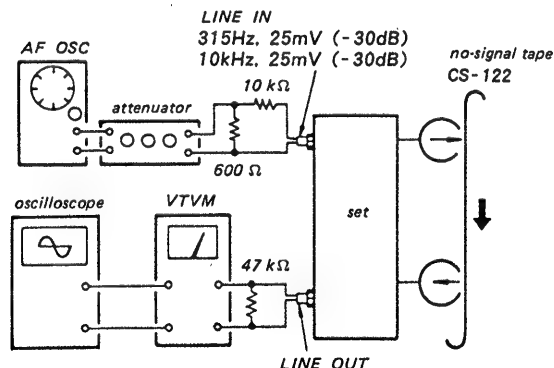 LINE IN
315Hz, 25mV (-30dB)
10kHz, 25mV (-30dB)
AF OSC
no-signal tape
CS-122
10 kΩ
attenuator
600 Ω
set
oscilloscope
VTVM
47 kΩ
LINE OUT